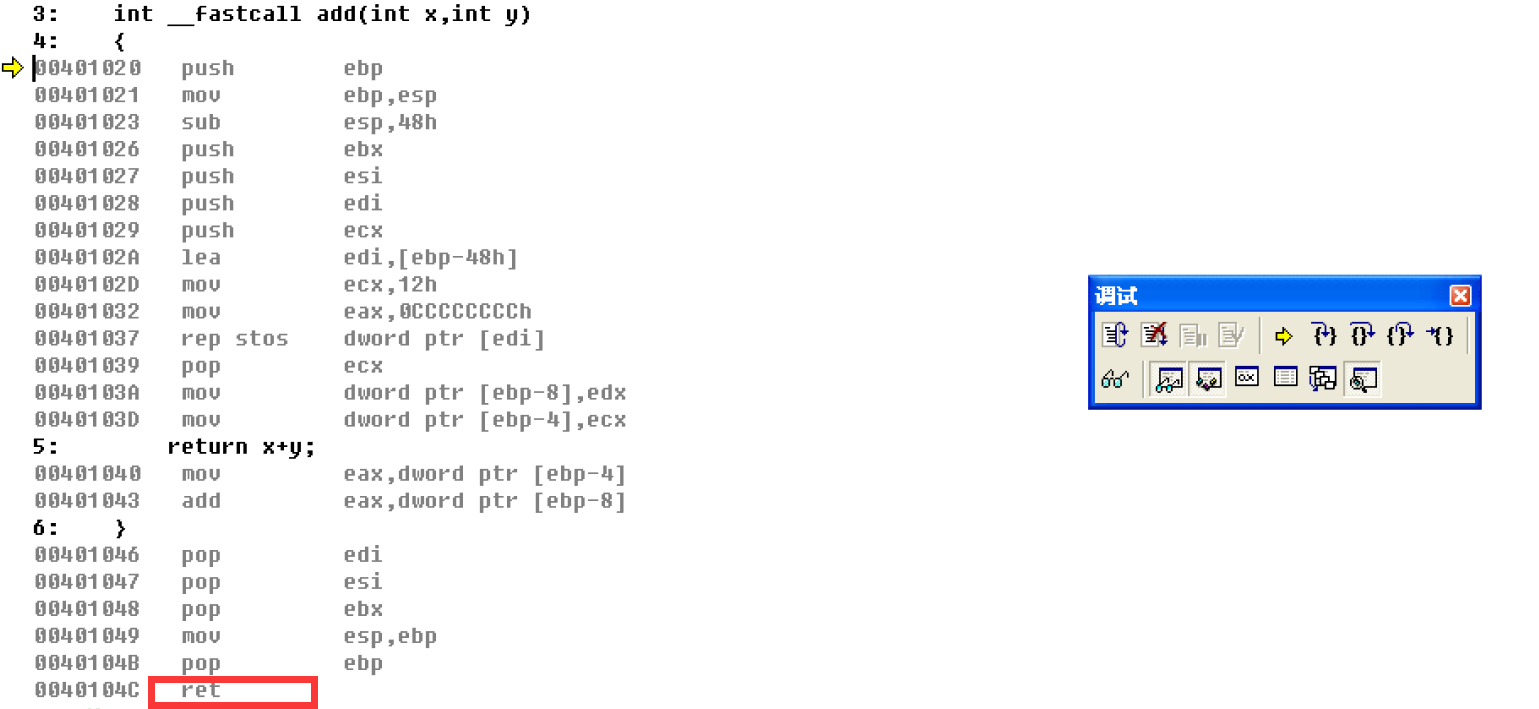 3: int __fastcall add(int x,int y)
4: {
00401020 push ebp
00401021 mov ebp,esp
00401023 sub esp,48h
00401026 push ebx
00401027 push esi
00401028 push edi
00401029 push ecx
0040102A lea edi,[ebp-48h]
0040102D mov ecx,12h
00401032 mov eax,0CCCCCCCCh
00401037 rep stos dword ptr [edi]
00401039 pop ecx
0040103A mov dword ptr [ebp-8],edx
0040103D mov dword ptr [ebp-4],ecx
5: return x+y;
00401040 mov eax,dword ptr [ebp-4]
00401043 add eax,dword ptr [ebp-8]
6: }
00401046 pop edi
00401047 pop esi
00401048 pop ebx
00401049 mov esp,ebp
0040104B pop ebp
0040104C ret
调试